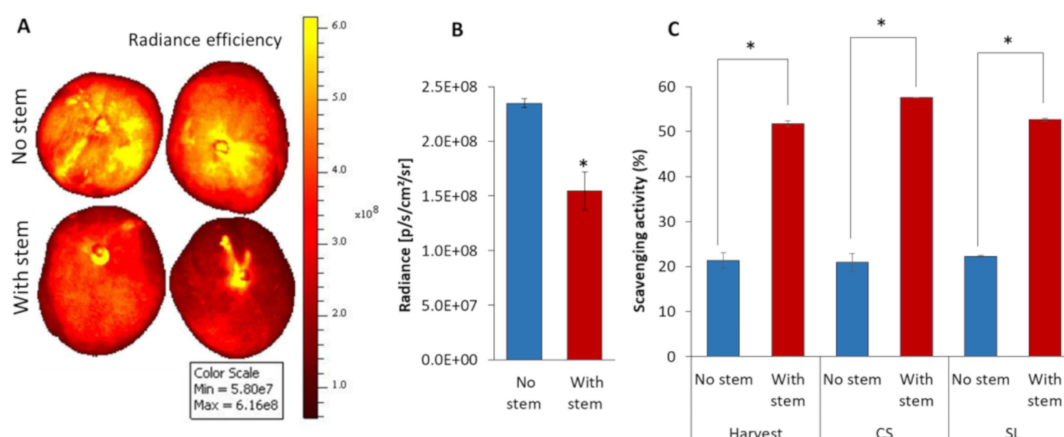 A
Radiance efficiency
No stem
With stem
6.0
5.0
4.0
x10⁸
3.0
2.0
1.0
Color Scale
Min = 5.80e7
Max = 6.16e8
B
Radiance [p/s/cm²/sr]
2.5E+08
2.0E+08
1.5E+08
1.0E+08
5.0E+07
0.0E+00
*
No
stem
With
stem
C
Scavenging activity (%)
60
50
40
30
20
10
0
*
*
*
No stem
With
stem
No stem
With
stem
No stem
With
stem
Harvest
CS
SL